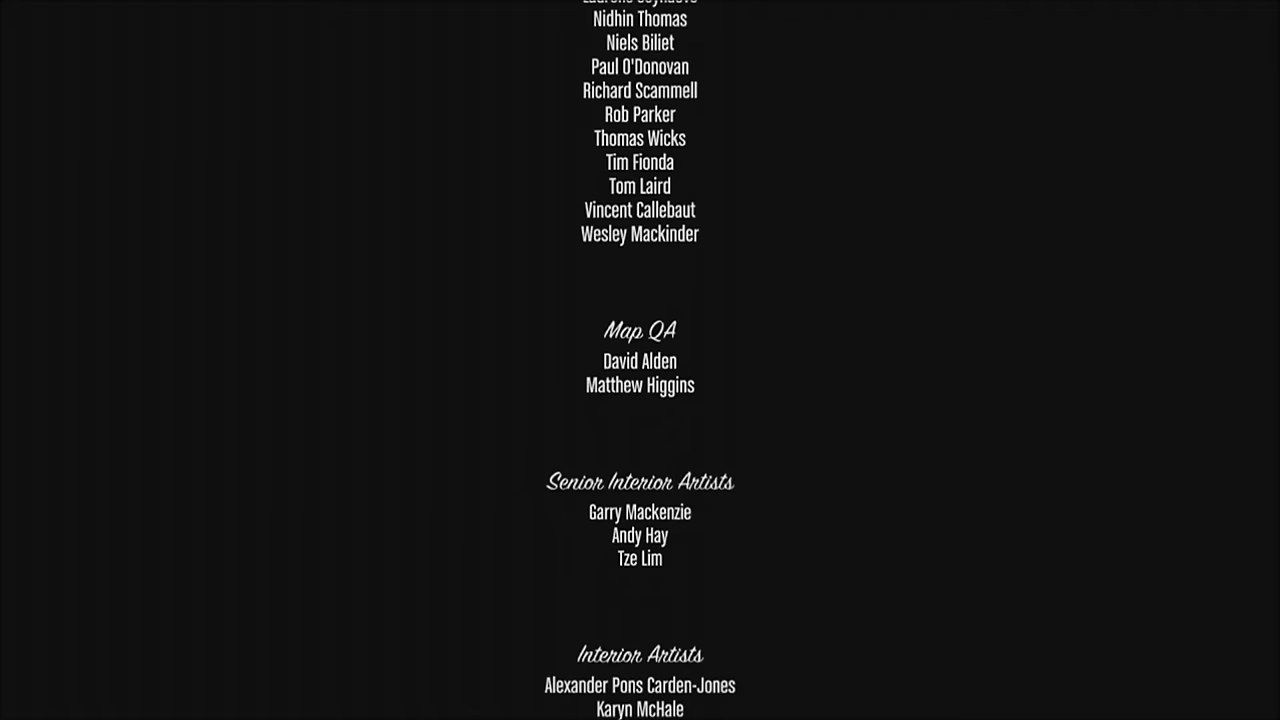 Nidhin Thomas
Niels Biliet
Paul O'Donovan
Richard Scammell
Rob Parker
Thomas Wicks
Tim Fionda
Tom Laird
Vincent Callebaut
Wesley Mackinder
Map QA
David Alden
Matthew Higgins
Senior Interior Artists
Garry Mackenzie
Andy Hay
Tze Lim
Interior Artists
Alexander Pons Carden-Jones
Karyn McHale